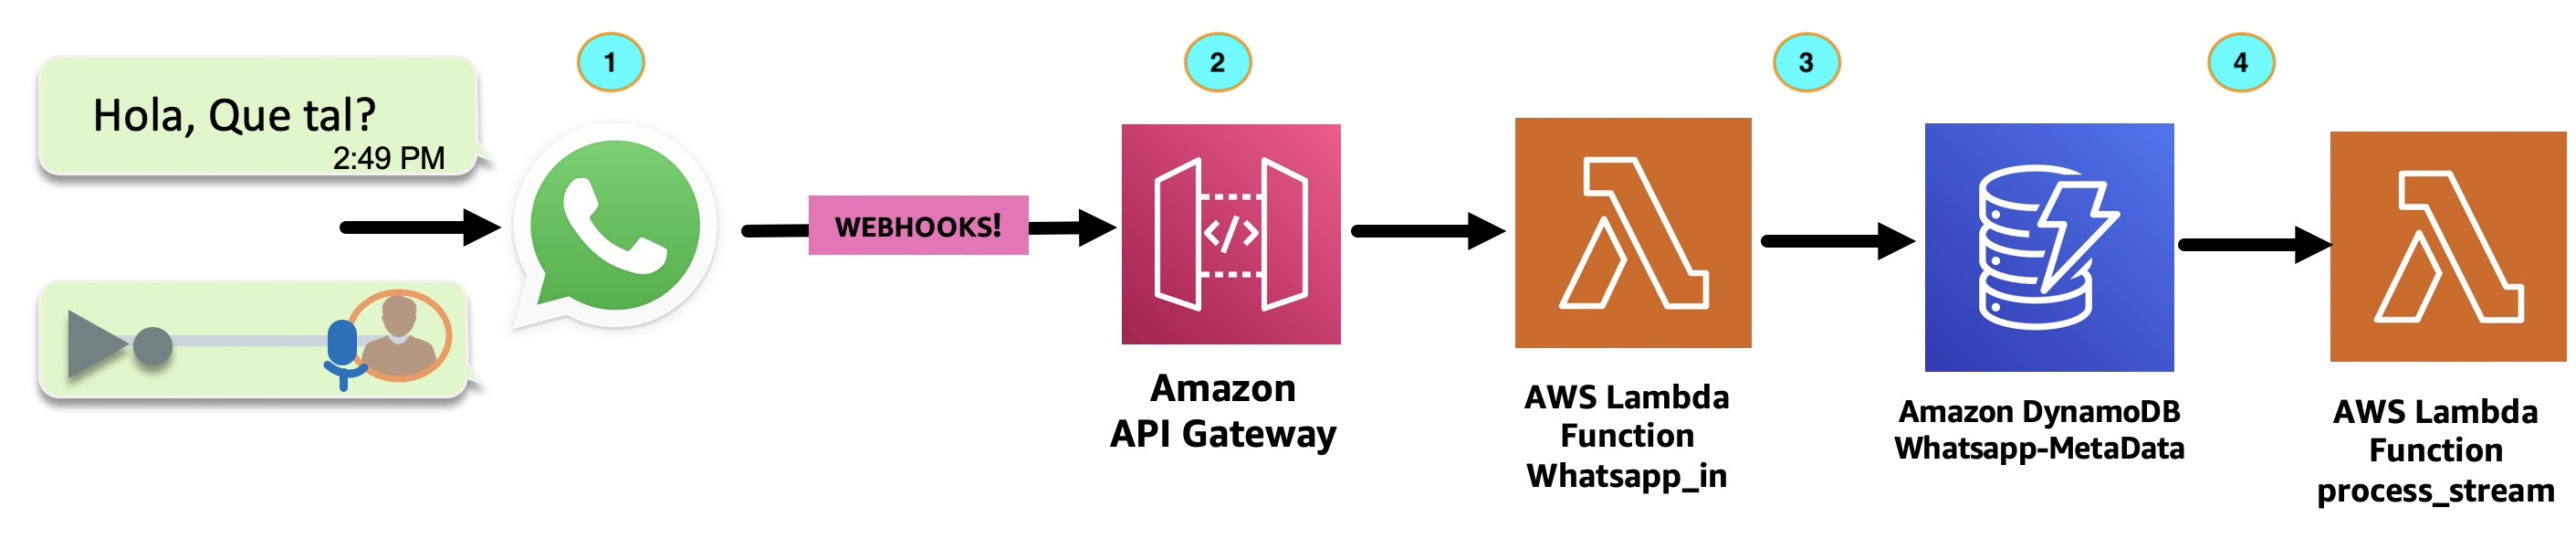 1
2
3
4
Hola, Que tal?
2:49 PM
WEBHOOKS!
Amazon
API Gateway
AWS Lambda
Function
Whatsapp_in
Amazon DynamoDB
Whatsapp-MetaData
AWS Lambda
Function
process_stream